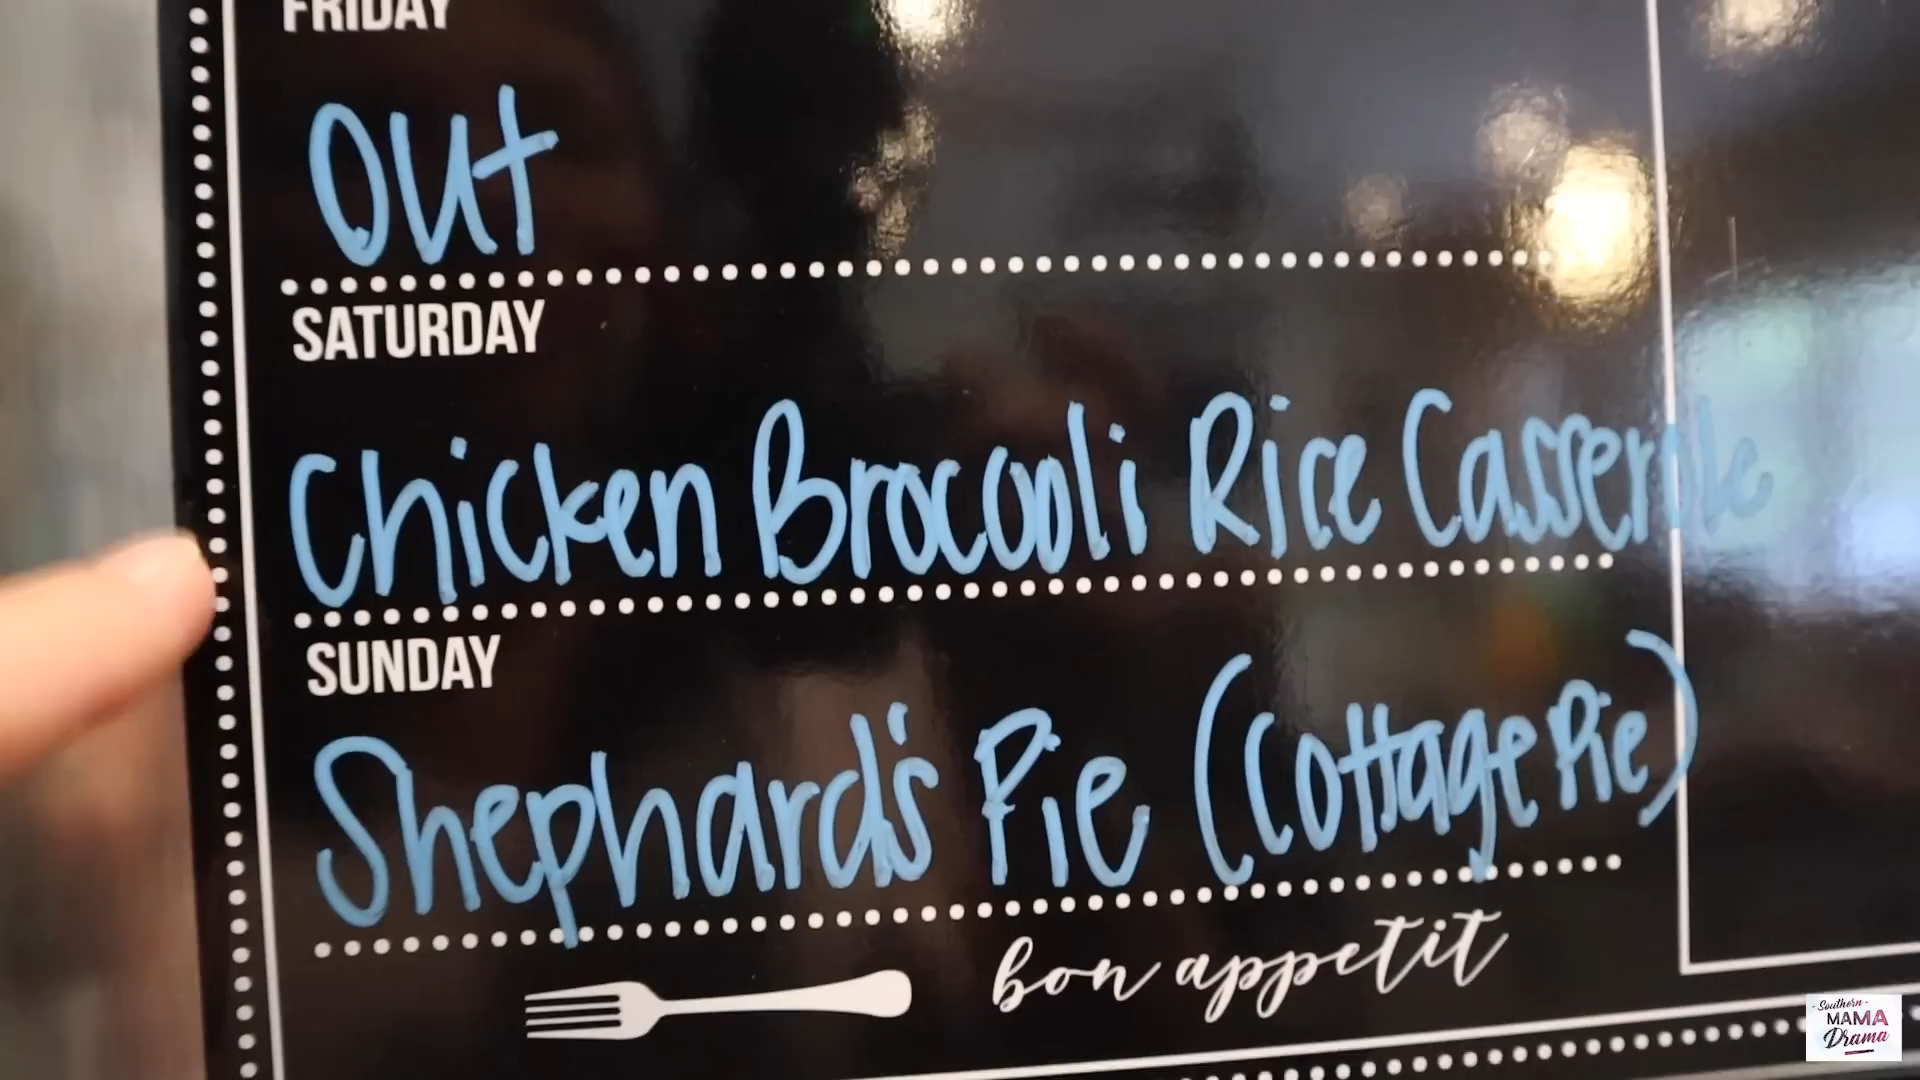 FRIDAY
Out
SATURDAY
Chicken Brocooli Rice Casserole
SUNDAY
Shephard's Pie (Cottage Pie)
bon appetit
- Southern -
MAMA
Drama